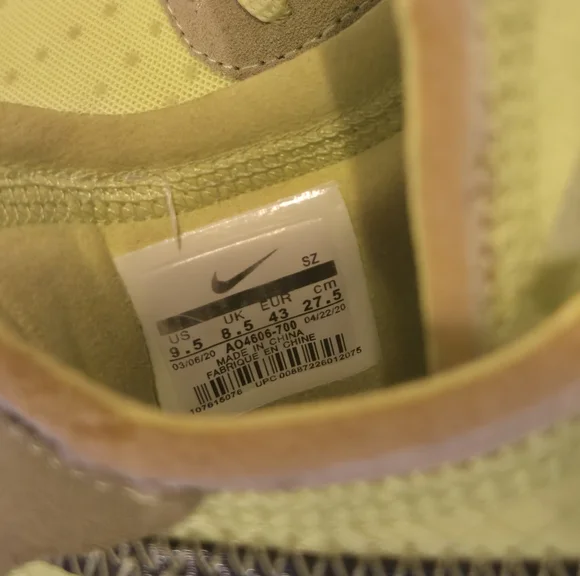 SZ
US UK EUR cm
9.5 8.5 43 27.5
03/06/20 AO4606-700 04/22/20
MADE IN CHINA
FABRIQUE EN CHINE
107615076 UPC 00887226012075